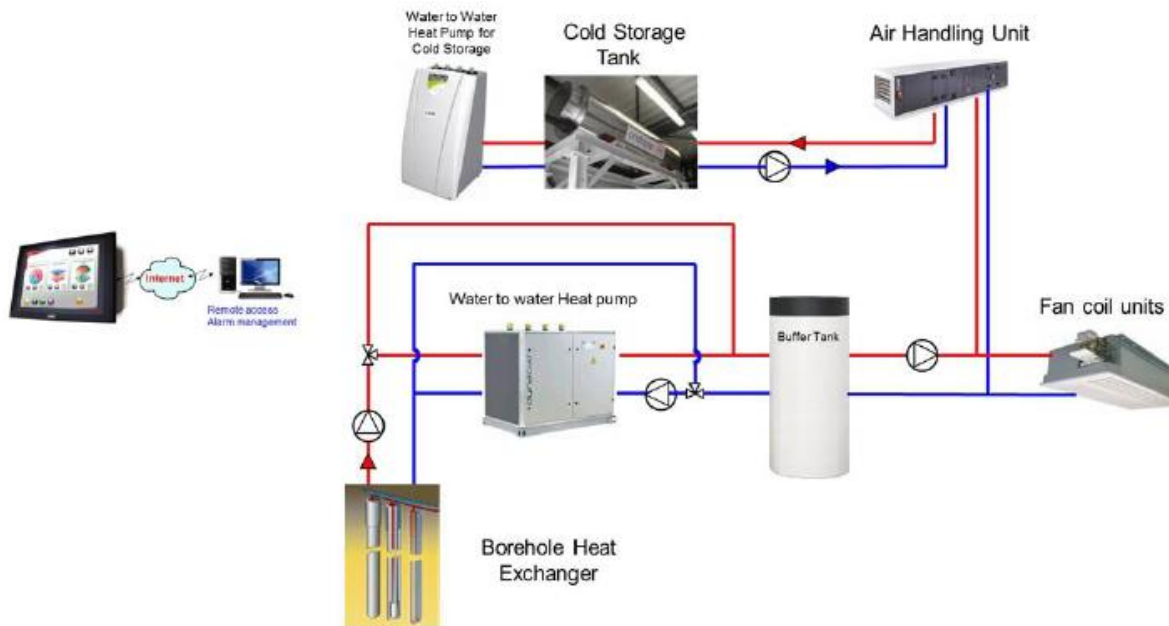 Water to Water
Heat Pump for
Cold Storage
Cold Storage
Tank
Air Handling Unit
Internet
Remote access
Alarm management
Water to water Heat pump
Buffer Tank
Fan coil units
Borehole Heat
Exchanger